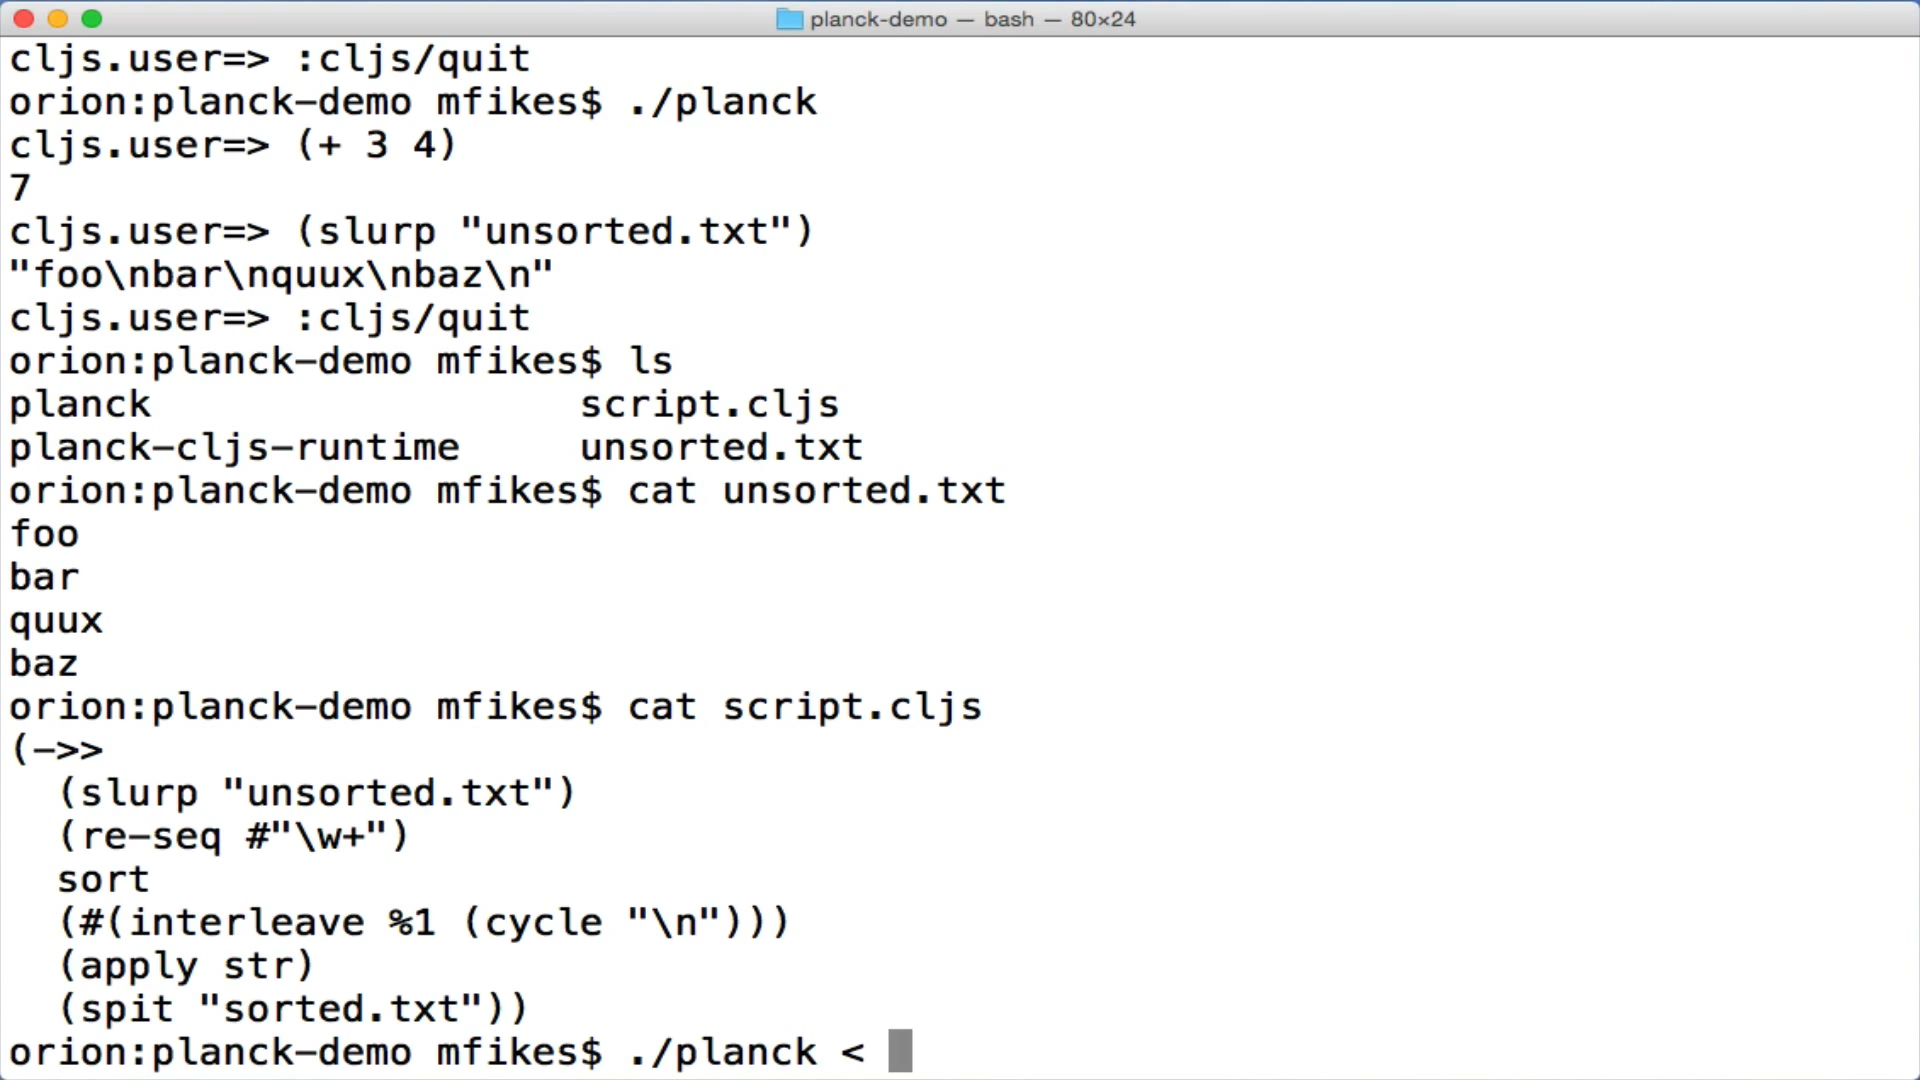 planck-demo — bash — 80×24
cljs.user=> :cljs/quit
orion:planck-demo mfikes$ ./planck
cljs.user=> (+ 3 4)
7
cljs.user=> (slurp "unsorted.txt")
"foo\nbar\nquux\nbaz\n"
cljs.user=> :cljs/quit
orion:planck-demo mfikes$ ls
planck                  script.cljs
planck-cljs-runtime     unsorted.txt
orion:planck-demo mfikes$ cat unsorted.txt
foo
bar
quux
baz
orion:planck-demo mfikes$ cat script.cljs
(->>
  (slurp "unsorted.txt")
  (re-seq #"\w+")
  sort
  (#(interleave %1 (cycle "\n")))
  (apply str)
  (spit "sorted.txt"))
orion:planck-demo mfikes$ ./planck <